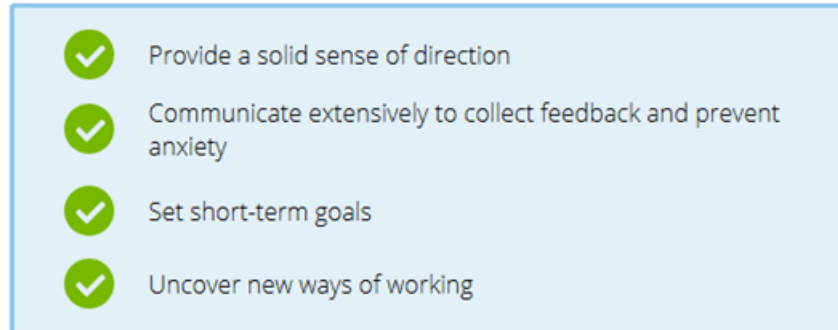 Provide a solid sense of direction
Communicate extensively to collect feedback and prevent
anxiety
Set short-term goals
Uncover new ways of working